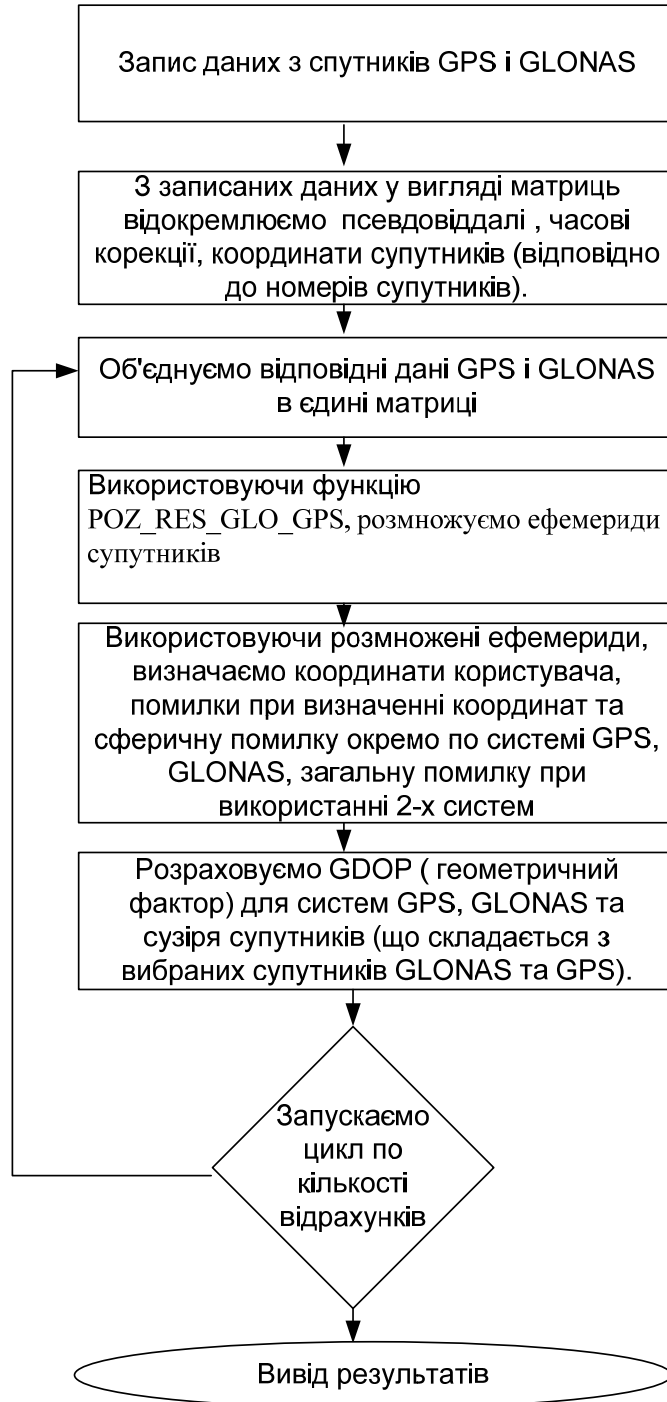 Запис даних з спутників GPS і GLONAS
З записаних даних у вигляді матриць
відокремлюємо псевдовіддалі , часові
корекції, координати супутників (відповідно
до номерів супутників).
Об'єднуємо відповідні дані GPS і GLONAS
в єдині матриці
Використовуючи функцію
POZ_RES_GLO_GPS, розмножуємо ефемериди
супутників
Використовуючи розмножені ефемериди,
визначаємо координати користувача,
помилки при визначенні координат та
сферичну помилку окремо по системі GPS,
GLONAS, загальну помилку при
використанні 2-х систем
Розраховуємо GDOP ( геометричний
фактор) для систем GPS, GLONAS та
сузіря супутників (що складається з
вибраних супутників GLONAS та GPS).
Запускаємо
цикл по
кількості
відрахунків
Вивід результатів